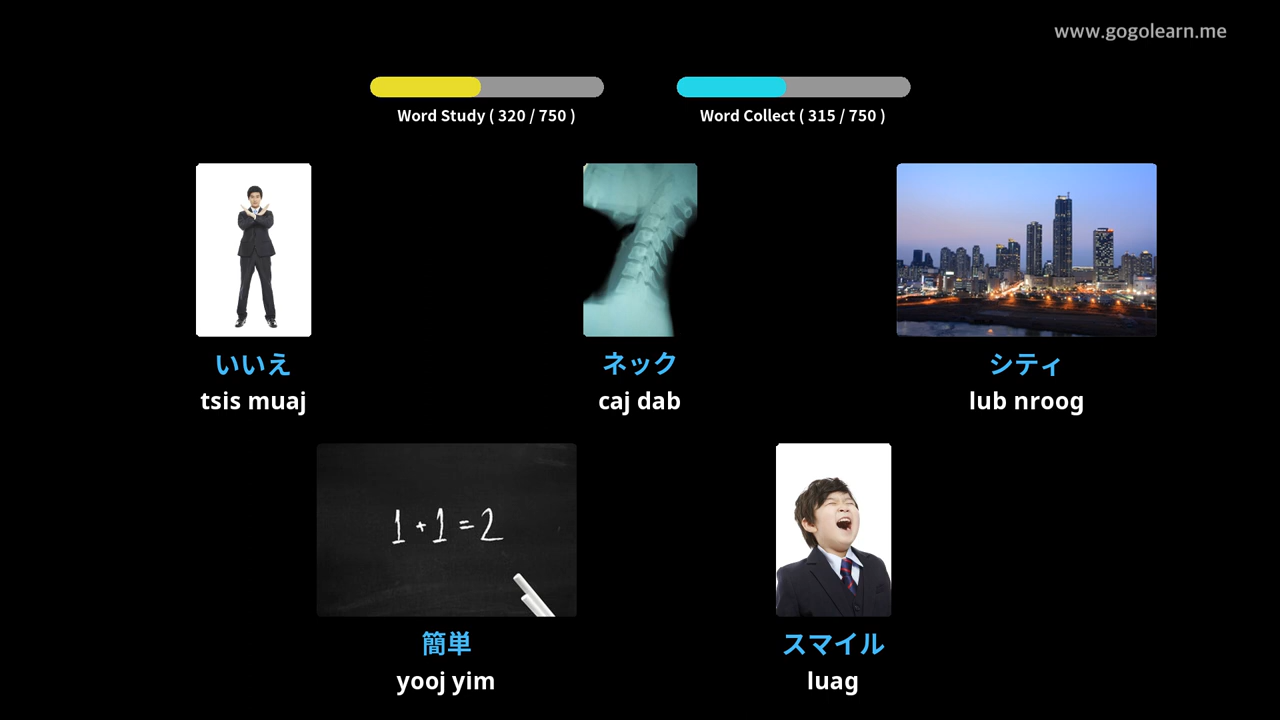 www.gogolearn.me
Word Study ( 320 / 750 )
Word Collect ( 315 / 750 )
いいえ
tsis muaj
ネック
caj dab
シティ
lub nroog
1+1=2
簡単
yooj yim
スマイル
luag